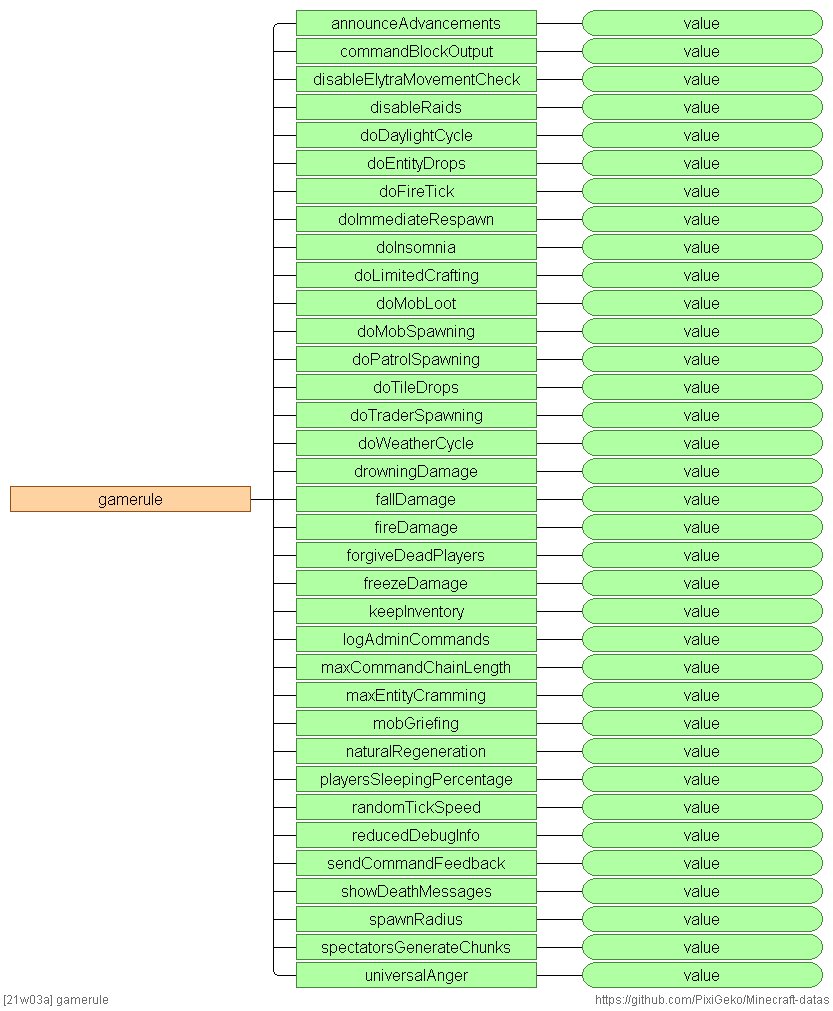 announceAdvancements value
commandBlockOutput value
disableElytraMovementCheck value
disableRaids value
doDaylightCycle value
doEntityDrops value
doFireTick value
doImmediateRespawn value
doInsomnia value
doLimitedCrafting value
doMobLoot value
doMobSpawning value
doPatrolSpawning value
doTileDrops value
doTraderSpawning value
doWeatherCycle value
drowningDamage value
gamerule fallDamage value
fireDamage value
forgiveDeadPlayers value
freezeDamage value
keepInventory value
logAdminCommands value
maxCommandChainLength value
maxEntityCramming value
mobGriefing value
naturalRegeneration value
playersSleepingPercentage value
randomTickSpeed value
reducedDebugInfo value
sendCommandFeedback value
showDeathMessages value
spawnRadius value
spectatorsGenerateChunks value
universalAnger value
[21w03a] gamerule https://github.com/PixiGeko/Minecraft-datas